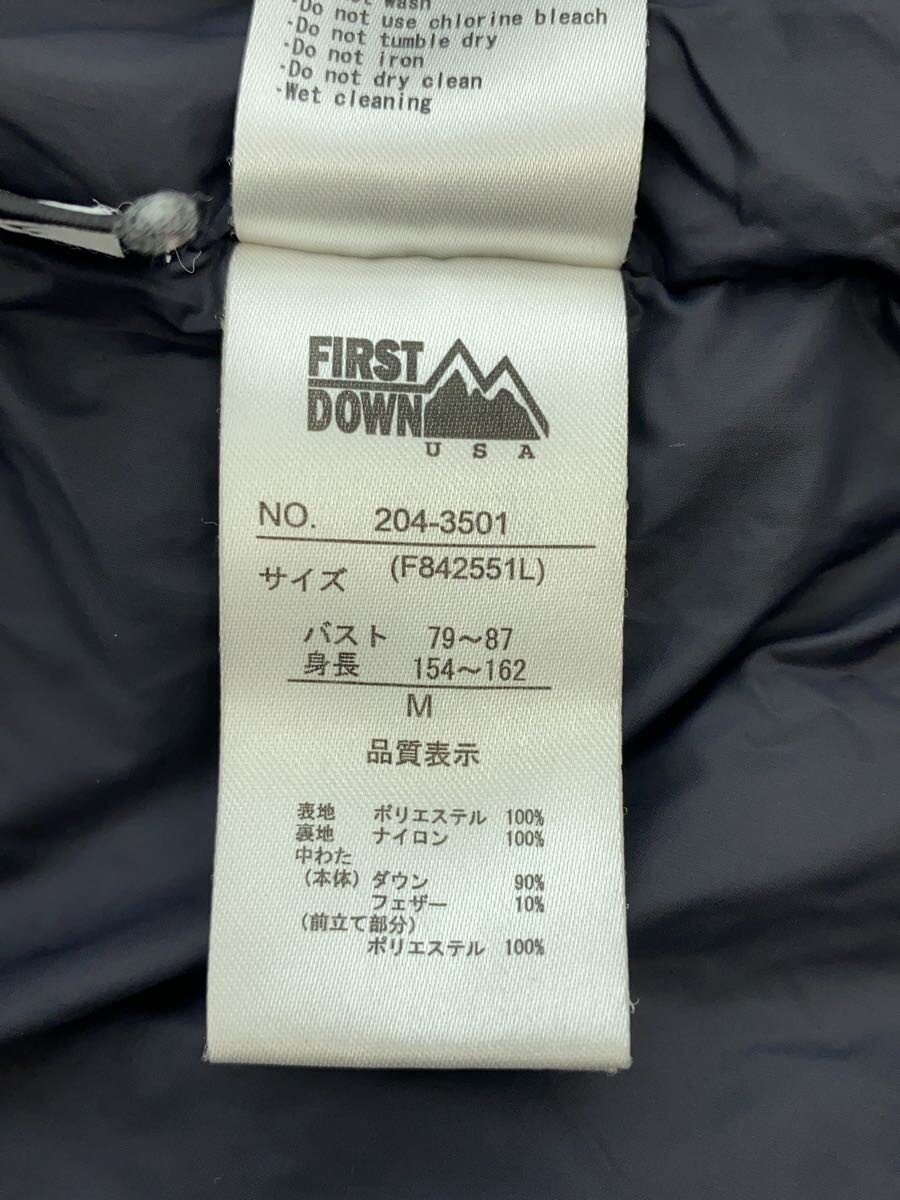 wash
·Do not use chlorine bleach
·Do not tumble dry
·Do not iron
·Do not dry clean
·Wet cleaning
FIRST
DOWN
USA
NO. 204-3501
サイズ (F842551L)
バスト 79～87
身長 154～162
M
品質表示
表地 ポリエステル 100%
裏地 ナイロン 100%
中わた
(本体) ダウン 90%
フェザー 10%
(前立て部分)
ポリエステル 100%